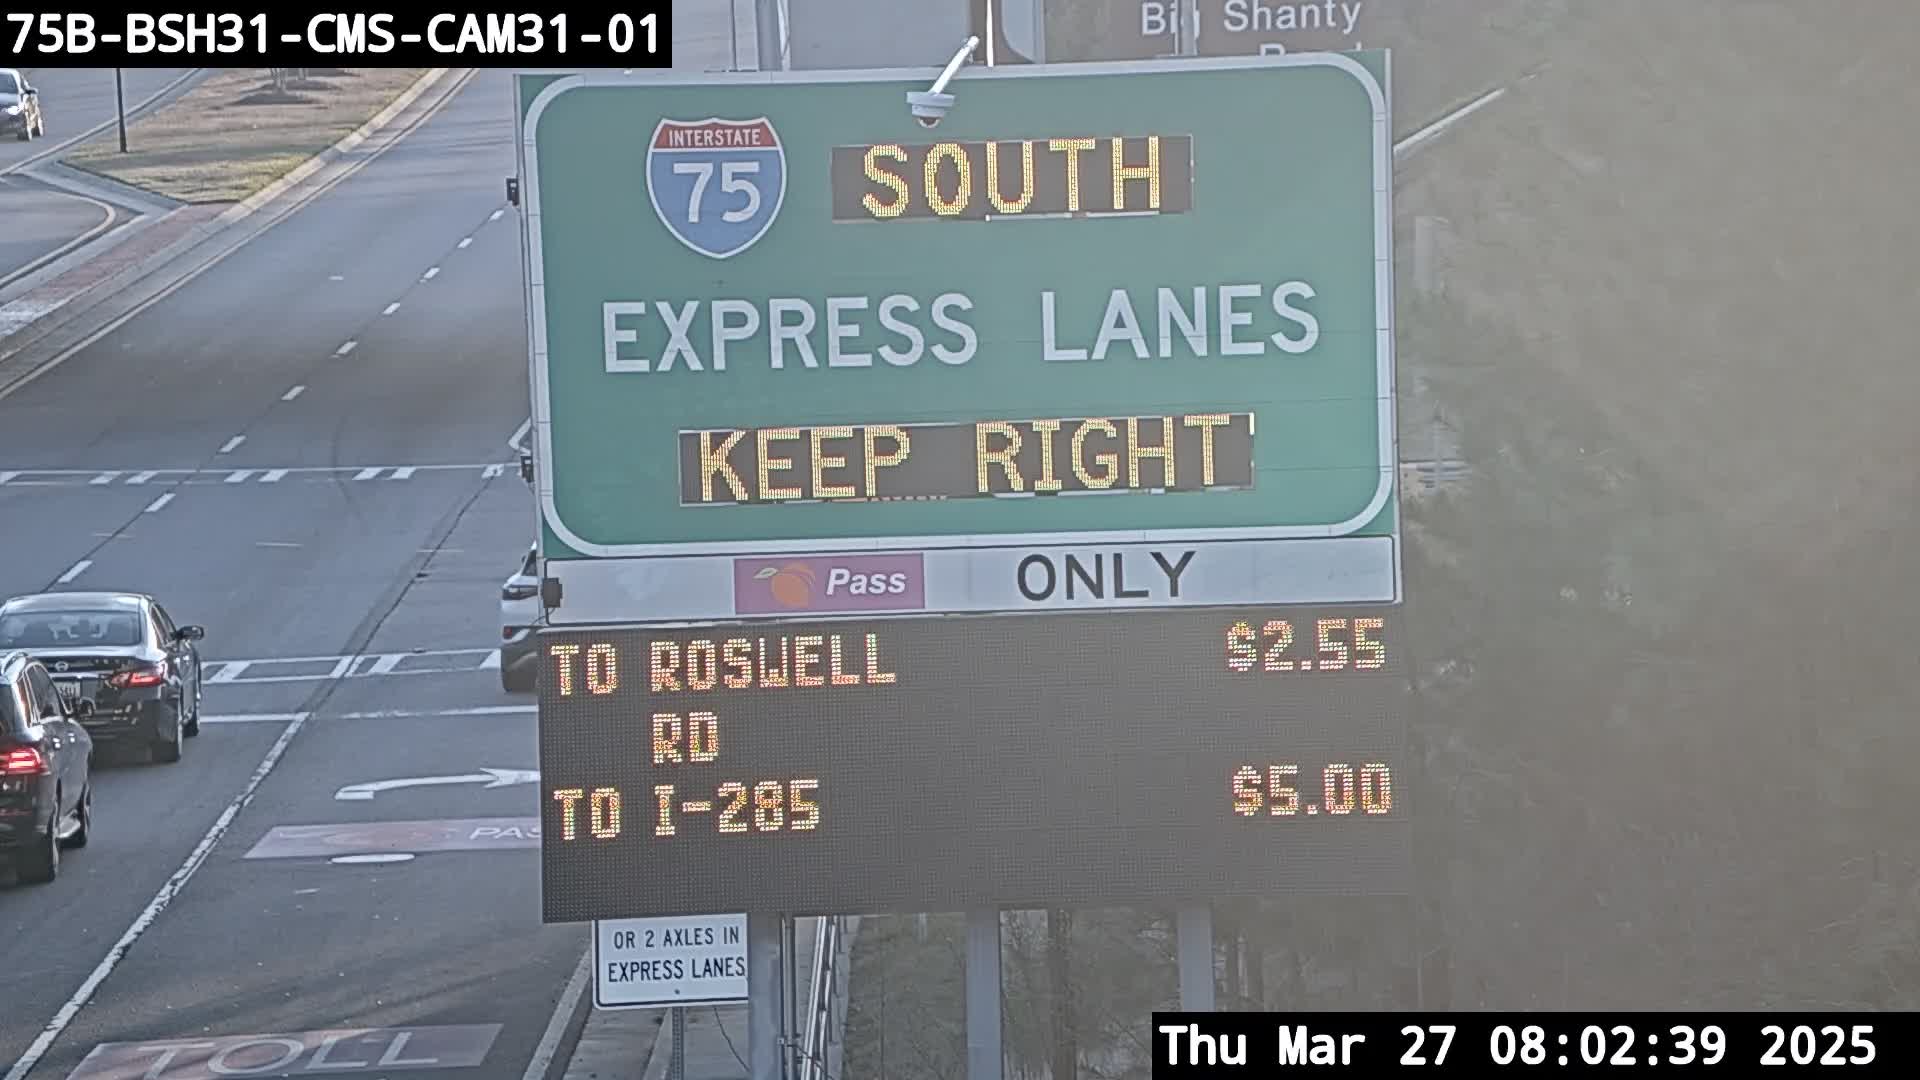 75B-BSH31-CMS-CAM31-01
Big Shanty
INTERSTATE
75
SOUTH
EXPRESS LANES
KEEP RIGHT
Pass
ONLY
TO ROSWELL $2.55
RD
TO I-285 $5.00
OR 2 AXLES IN
EXPRESS LANES
TOLL
Thu Mar 27 08:02:39 2025